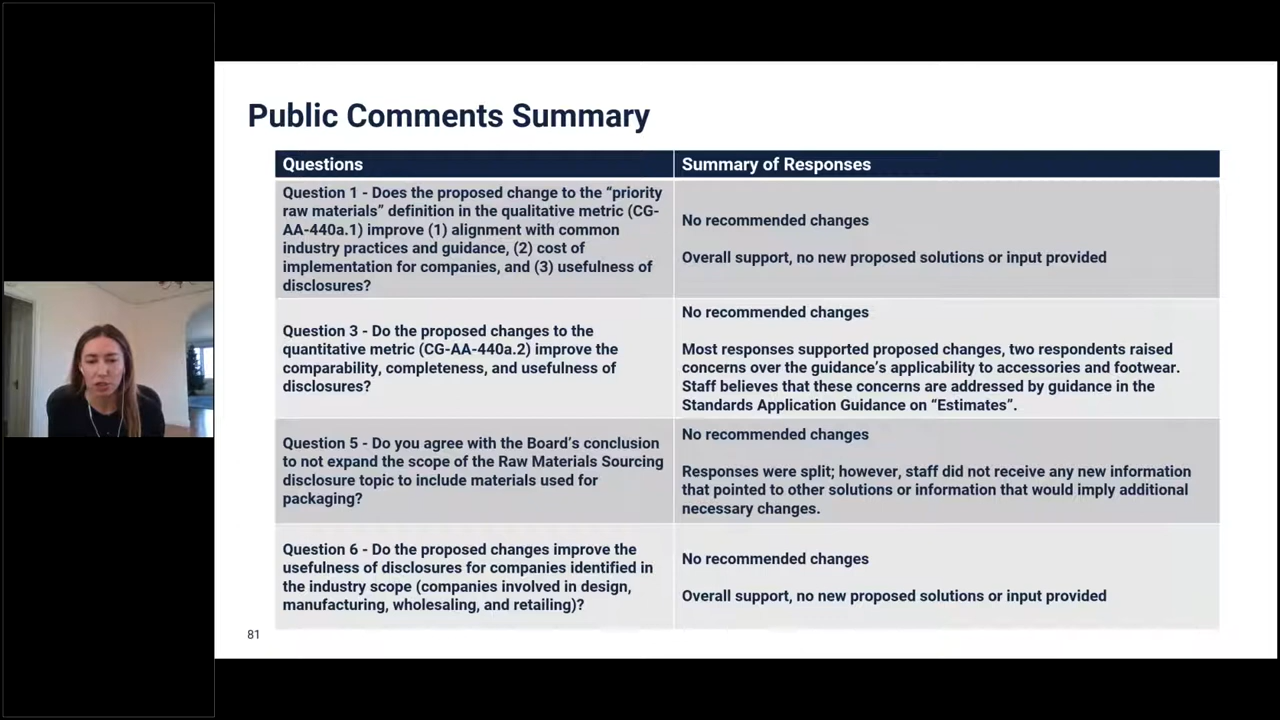 Public Comments Summary
Questions
Summary of Responses
Question 1 - Does the proposed change to the “priority
raw materials” definition in the qualitative metric (CG-
AA-440a.1) improve (1) alignment with common
industry practices and guidance, (2) cost of
implementation for companies, and (3) usefulness of
disclosures?
No recommended changes
Overall support, no new proposed solutions or input provided
Question 3 - Do the proposed changes to the
quantitative metric (CG-AA-440a.2) improve the
comparability, completeness, and usefulness of
disclosures?
No recommended changes
Most responses supported proposed changes, two respondents raised
concerns over the guidance’s applicability to accessories and footwear.
Staff believes that these concerns are addressed by guidance in the
Standards Application Guidance on “Estimates”.
Question 5 - Do you agree with the Board’s conclusion
to not expand the scope of the Raw Materials Sourcing
disclosure topic to include materials used for
packaging?
No recommended changes
Responses were split; however, staff did not receive any new information
that pointed to other solutions or information that would imply additional
necessary changes.
Question 6 - Do the proposed changes improve the
usefulness of disclosures for companies identified in
the industry scope (companies involved in design,
manufacturing, wholesaling, and retailing)?
No recommended changes
Overall support, no new proposed solutions or input provided
81